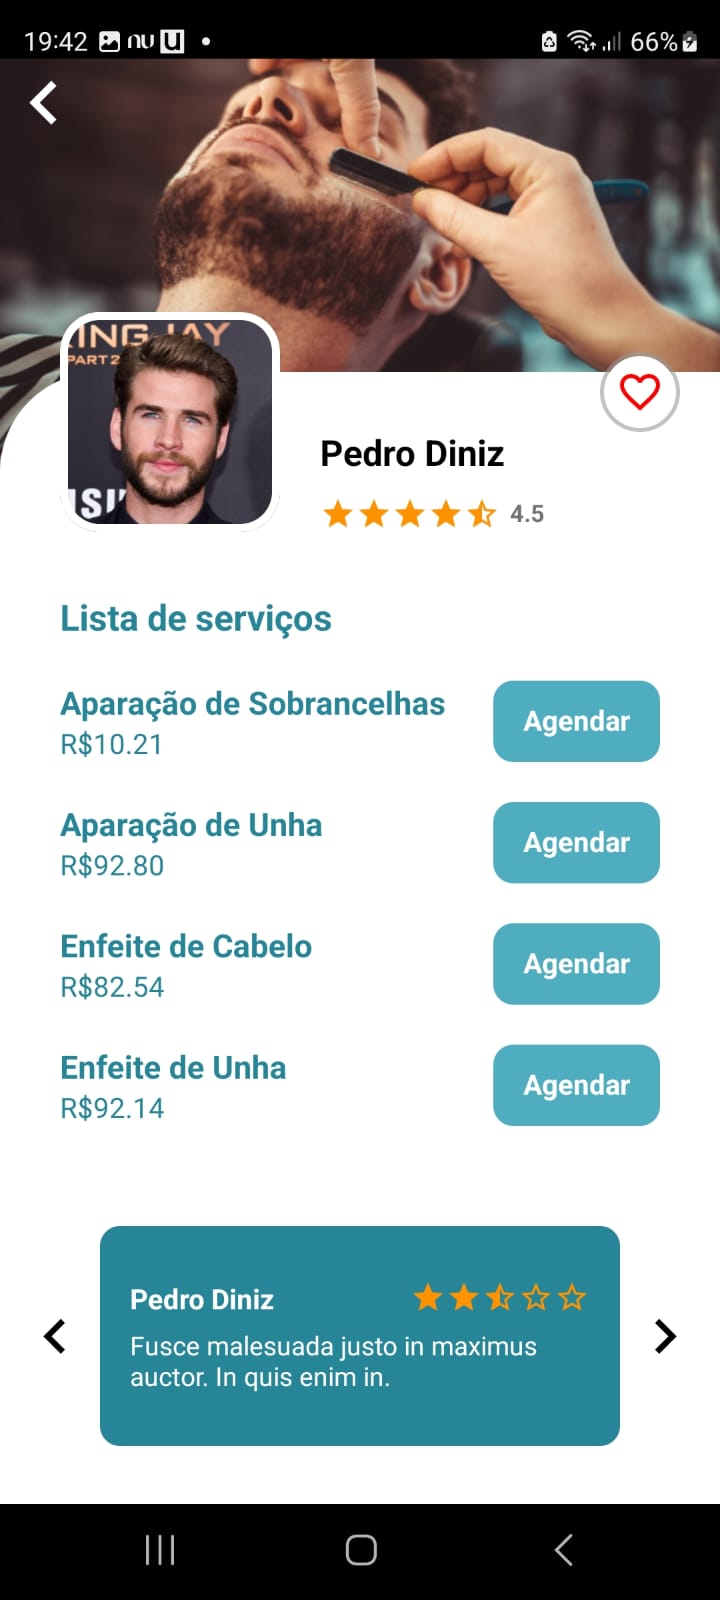 19:42 nu U 66%
KING JAY
PART 2
Pedro Diniz
4.5
Lista de serviços
Aparação de Sobrancelhas
R$10.21
Agendar
Aparação de Unha
R$92.80
Agendar
Enfeite de Cabelo
R$82.54
Agendar
Enfeite de Unha
R$92.14
Agendar
Pedro Diniz
Fusce malesuada justo in maximus
auctor. In quis enim in.